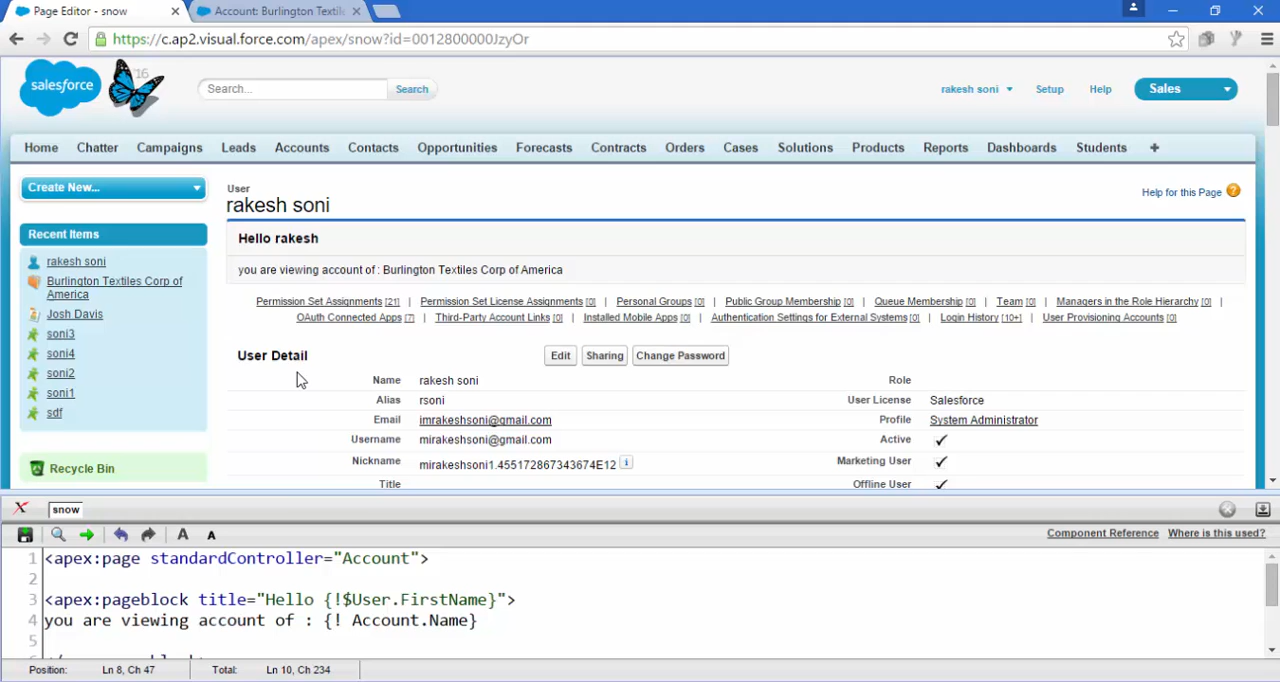 Page Editor - snow
Account: Burlington Textile
https://c.ap2.visual.force.com/apex/snow?id=0012800000JzyOr
salesforce
'16
Search...
Search
rakesh soni
Setup
Help
Sales
Home
Chatter
Campaigns
Leads
Accounts
Contacts
Opportunities
Forecasts
Contracts
Orders
Cases
Solutions
Products
Reports
Dashboards
Students
+
Create New...
Recent Items
rakesh soni
Burlington Textiles Corp of
America
Josh Davis
soni3
soni4
soni2
soni1
sdf
Recycle Bin
User
rakesh soni
Help for this Page
Hello rakesh
you are viewing account of : Burlington Textiles Corp of America
Permission Set Assignments [21] | Permission Set License Assignments [0] | Personal Groups [0] | Public Group Membership [0] | Queue Membership [0] | Team [0] | Managers in the Role Hierarchy [0] |
OAuth Connected Apps [7] | Third-Party Account Links [0] | Installed Mobile Apps [0] | Authentication Settings for External Systems [0] | Login History [10+] | User Provisioning Accounts [0]
User Detail
Edit
Sharing
Change Password
Name rakesh soni
Role
Alias rsoni
User License Salesforce
Email imrakeshsoni@gmail.com
Profile System Administrator
Username mirakeshsoni@gmail.com
Active
Nickname mirakeshsoni1.455172867343674E12
Marketing User
Title
Offline User
snow
A
A
Component Reference
Where is this used?
1 <apex:page standardController="Account">
2
3 <apex:pageblock title="Hello {!$User.FirstName}">
4 you are viewing account of : {! Account.Name}
5
Position: Ln 8, Ch 47
Total: Ln 10, Ch 234